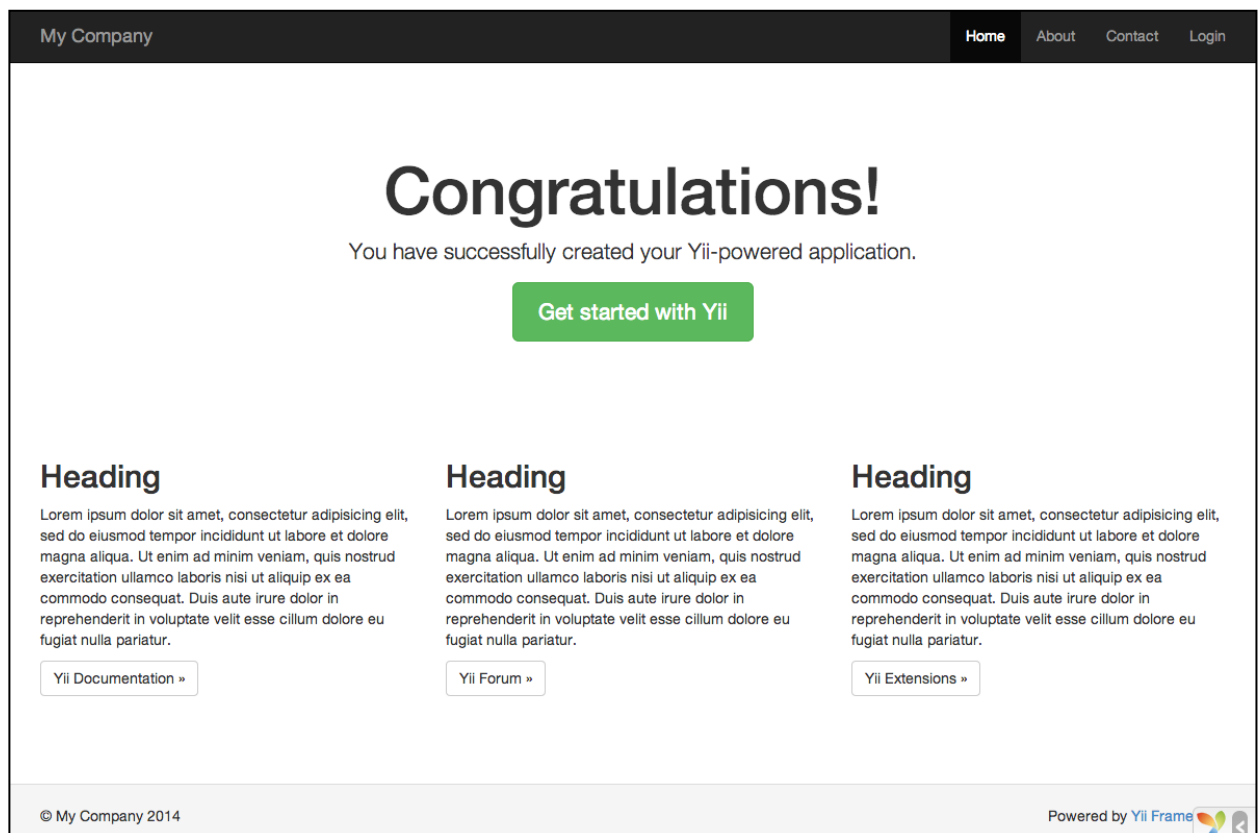 My Company
Home About Contact Login
Congratulations!
You have successfully created your Yii-powered application.
Get started with Yii
Heading
Lorem ipsum dolor sit amet, consectetur adipisicing elit,
sed do eiusmod tempor incididunt ut labore et dolore
magna aliqua. Ut enim ad minim veniam, quis nostrud
exercitation ullamco laboris nisi ut aliquip ex ea
commodo consequat. Duis aute irure dolor in
reprehenderit in voluptate velit esse cillum dolore eu
fugiat nulla pariatur.
Yii Documentation »
Heading
Lorem ipsum dolor sit amet, consectetur adipisicing elit,
sed do eiusmod tempor incididunt ut labore et dolore
magna aliqua. Ut enim ad minim veniam, quis nostrud
exercitation ullamco laboris nisi ut aliquip ex ea
commodo consequat. Duis aute irure dolor in
reprehenderit in voluptate velit esse cillum dolore eu
fugiat nulla pariatur.
Yii Forum »
Heading
Lorem ipsum dolor sit amet, consectetur adipisicing elit,
sed do eiusmod tempor incididunt ut labore et dolore
magna aliqua. Ut enim ad minim veniam, quis nostrud
exercitation ullamco laboris nisi ut aliquip ex ea
commodo consequat. Duis aute irure dolor in
reprehenderit in voluptate velit esse cillum dolore eu
fugiat nulla pariatur.
Yii Extensions »
© My Company 2014
Powered by Yii Frame